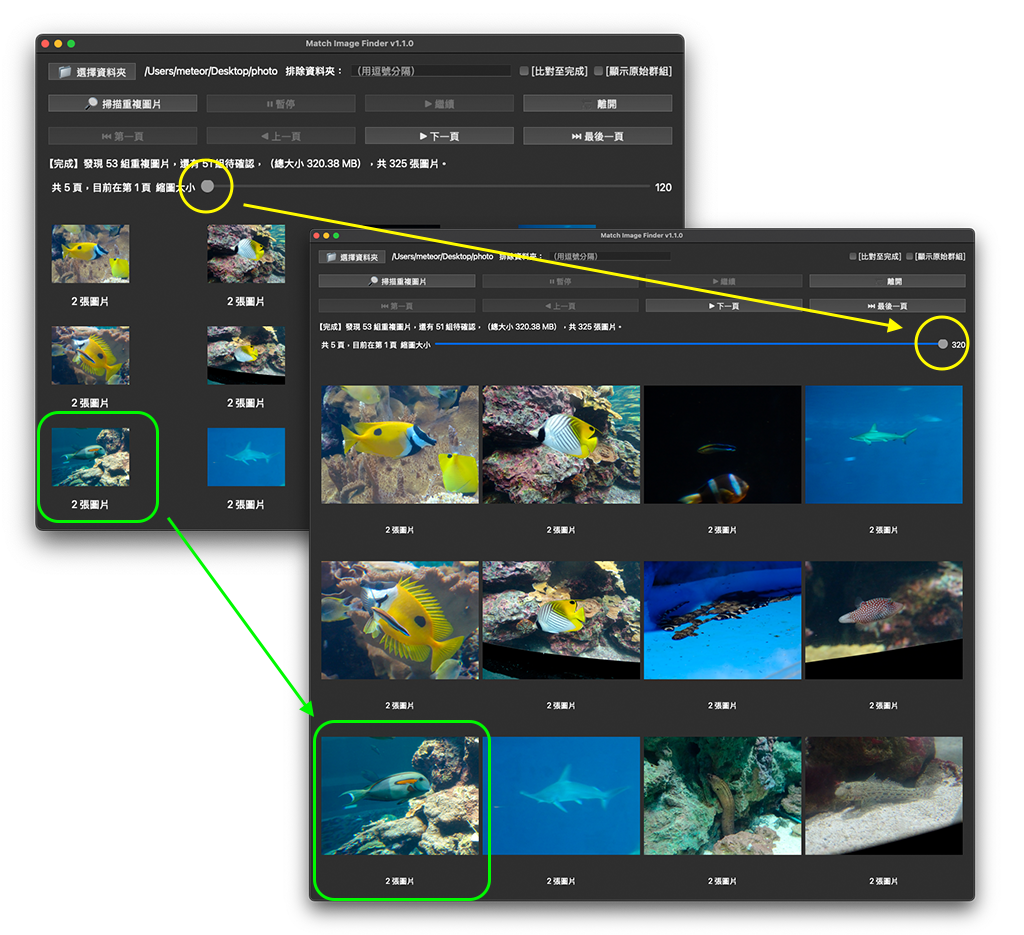 Match Image Finder v1.1.0
選擇資料夾 /Users/meteor/Desktop/photo 排除資料夾: (用逗號分隔) [比對至完成] [顯示原始群組]
掃描重複圖片 暫停 繼續 離開
第一頁 上一頁 下一頁 最後一頁
【完成】發現 53 組重複圖片,還有 51 組待確認,(總大小 320.38 MB),共 325 張圖片。
共 5 頁,目前在第 1 頁 縮圖大小 120
2 張圖片 2 張圖片
2 張圖片 2 張圖片
2 張圖片 2 張圖片
Match Image Finder v1.1.0
選擇資料夾 /Users/meteor/Desktop/photo 排除資料夾: (用逗號分隔) [比對至完成] [顯示原始群組]
掃描重複圖片 暫停 繼續 離開
第一頁 上一頁 下一頁 最後一頁
【完成】發現 53 組重複圖片,還有 51 組待確認,(總大小 320.38 MB),共 325 張圖片。
共 5 頁,目前在第 1 頁 縮圖大小 320
2 張圖片 2 張圖片 2 張圖片 2 張圖片
2 張圖片 2 張圖片 2 張圖片 2 張圖片
2 張圖片 2 張圖片 2 張圖片 2 張圖片